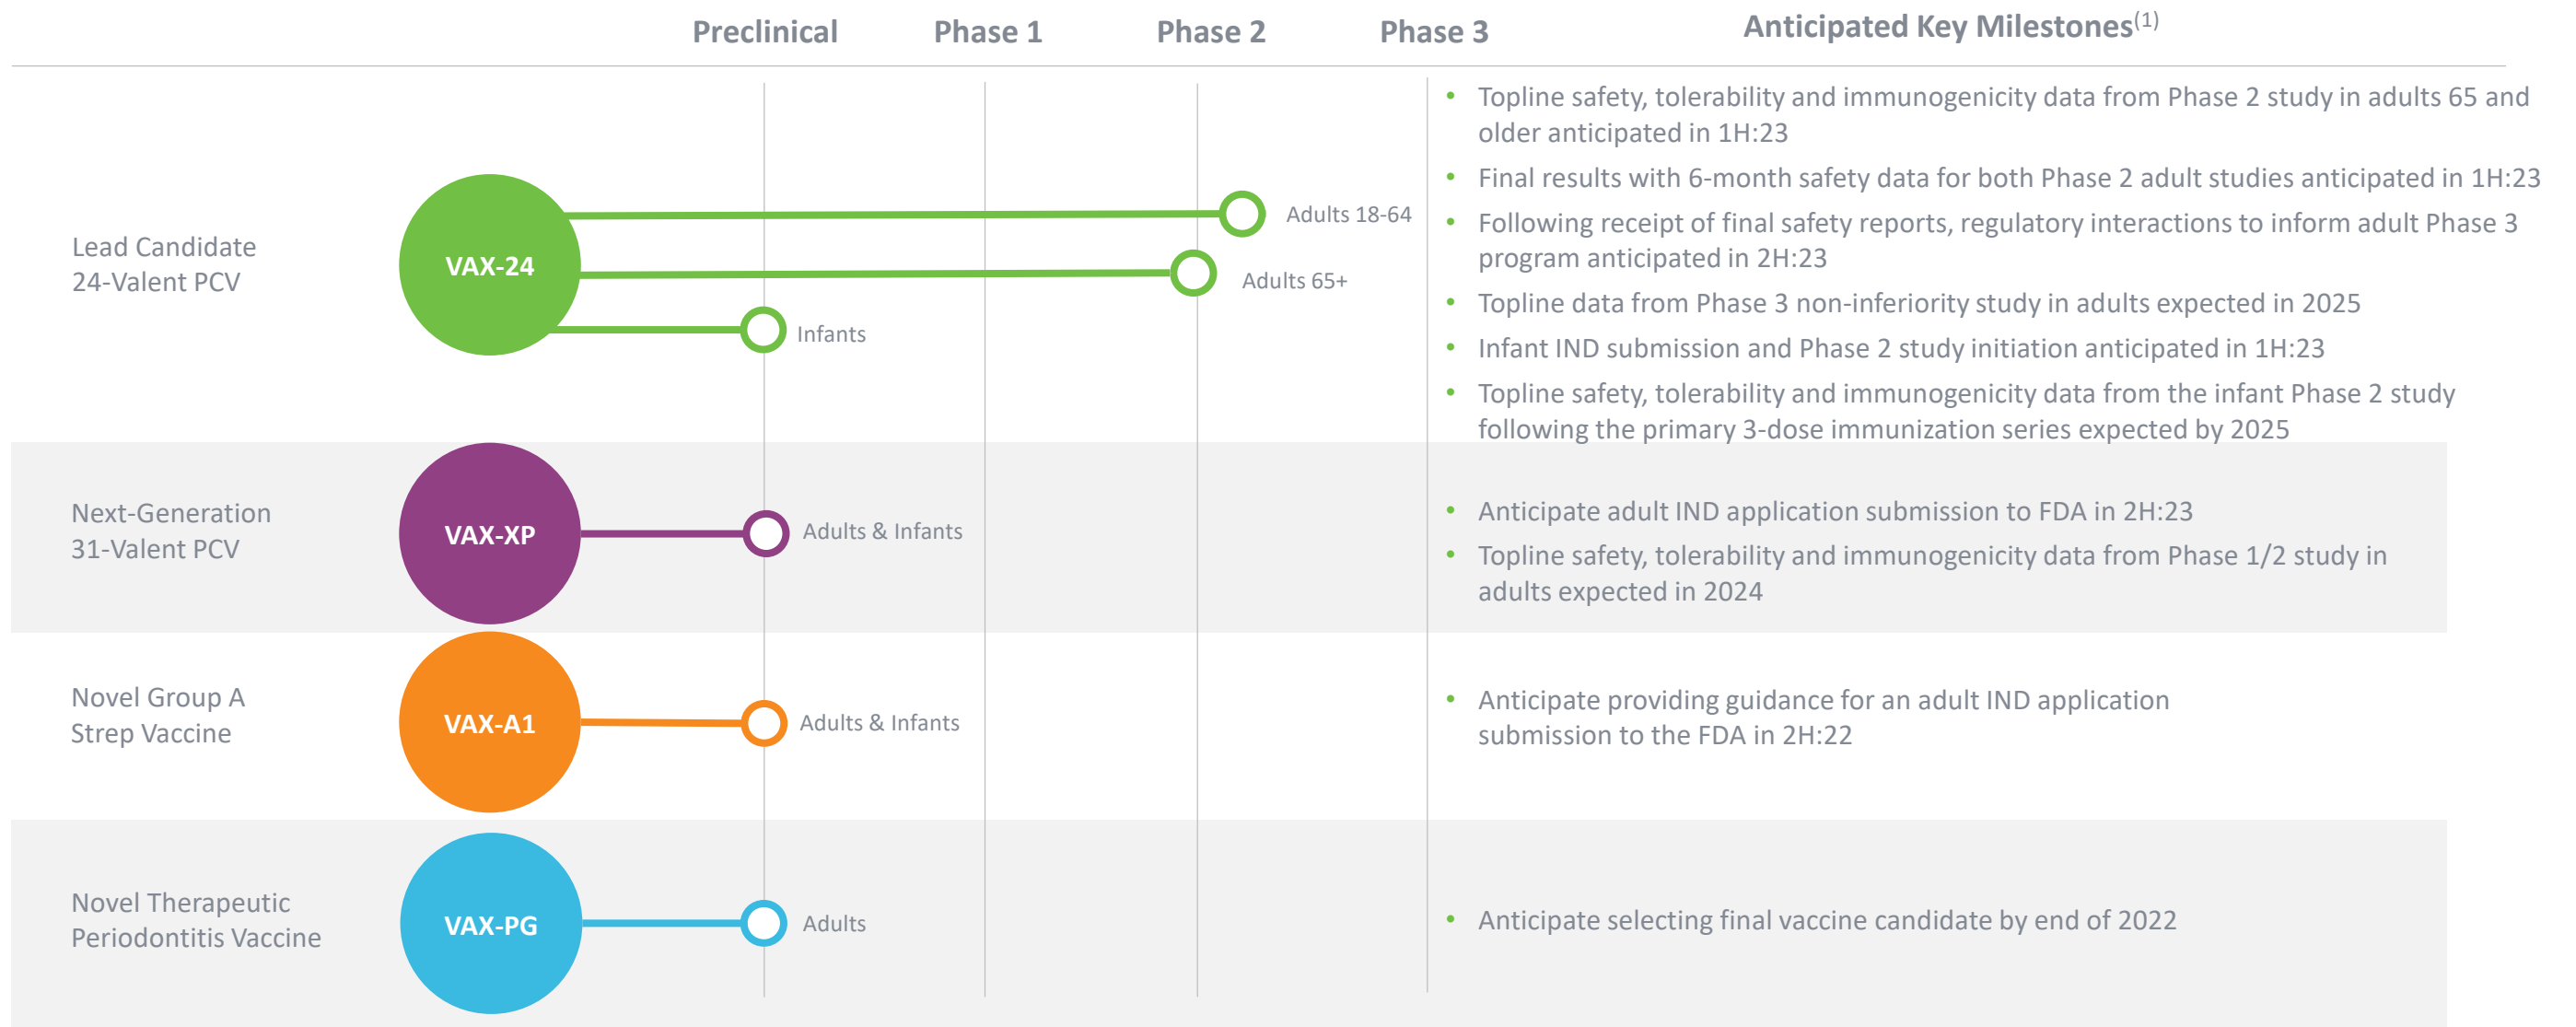 Preclinical Phase 1 Phase 2 Phase 3 Anticipated Key Milestones(1)
Lead Candidate
24-Valent PCV
VAX-24
Adults 18-64
Adults 65+
Infants
• Topline safety, tolerability and immunogenicity data from Phase 2 study in adults 65 and
older anticipated in 1H:23
• Final results with 6-month safety data for both Phase 2 adult studies anticipated in 1H:23
• Following receipt of final safety reports, regulatory interactions to inform adult Phase 3
program anticipated in 2H:23
• Topline data from Phase 3 non-inferiority study in adults expected in 2025
• Infant IND submission and Phase 2 study initiation anticipated in 1H:23
• Topline safety, tolerability and immunogenicity data from the infant Phase 2 study
following the primary 3-dose immunization series expected by 2025
Next-Generation
31-Valent PCV
VAX-XP
Adults & Infants
• Anticipate adult IND application submission to FDA in 2H:23
• Topline safety, tolerability and immunogenicity data from Phase 1/2 study in
adults expected in 2024
Novel Group A
Strep Vaccine
VAX-A1
Adults & Infants
• Anticipate providing guidance for an adult IND application
submission to the FDA in 2H:22
Novel Therapeutic
Periodontitis Vaccine
VAX-PG
Adults
• Anticipate selecting final vaccine candidate by end of 2022